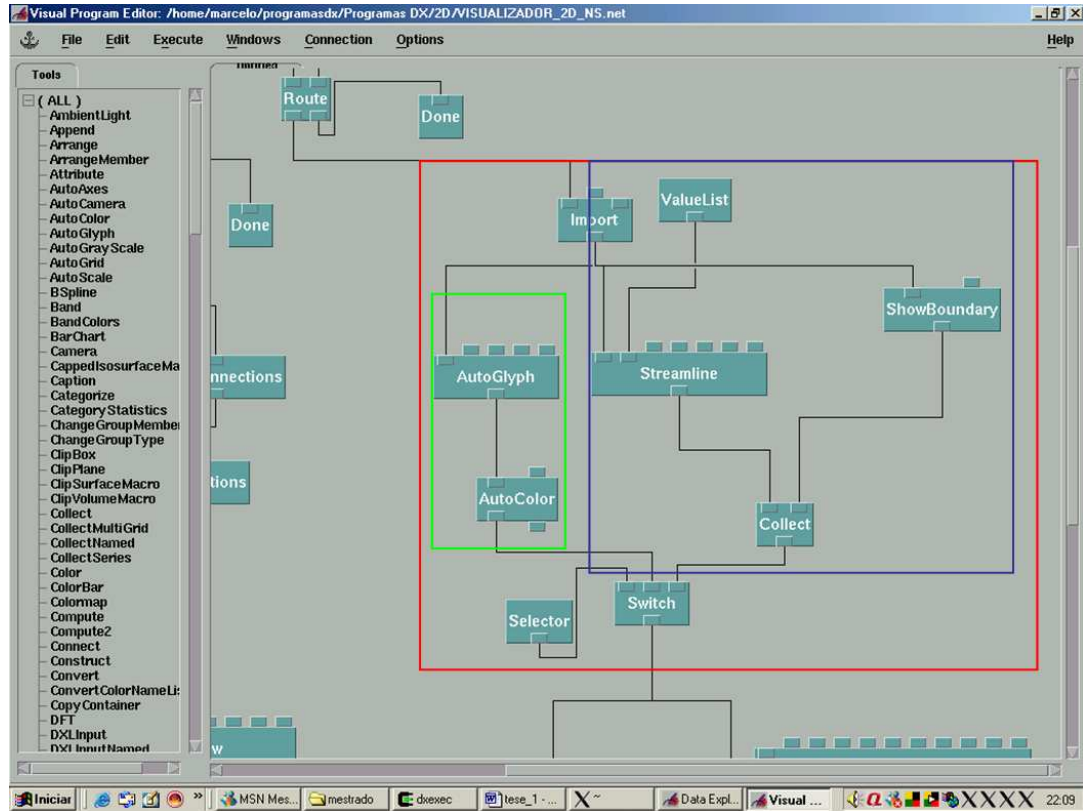 Visual Program Editor: /home/marcelo/programasdx/Programas DX/2D/VISUALIZADOR_2D_NS.net
File Edit Execute Windows Connection Options Help
Tools
Untitled
( ALL )
AmbientLight
Append
Arrange
ArrangeMember
Attribute
AutoAxes
AutoCamera
AutoColor
AutoGlyph
AutoGrayScale
AutoGrid
AutoScale
BSpline
Band
BandColors
BarChart
Camera
CappedIsosurfaceMa
Caption
Categorize
CategoryStatistics
ChangeGroupMember
ChangeGroupType
ClipBox
ClipPlane
ClipSurfaceMacro
ClipVolumeMacro
Collect
CollectMultiGrid
CollectNamed
CollectSeries
Color
ColorBar
Colormap
Compute
Compute2
Connect
Construct
Convert
ConvertColorNameLi
CopyContainer
DFT
DXLInput
DXLInputNamed
Route
Done
Done
Import
ValueList
ShowBoundary
nnections
AutoGlyph
Streamline
tions
AutoColor
Collect
Selector
Switch
w
Iniciar » MSN Mes... mestrado dxexec tese_1 - ... X ~ Data Expl... Visual ... 22:09